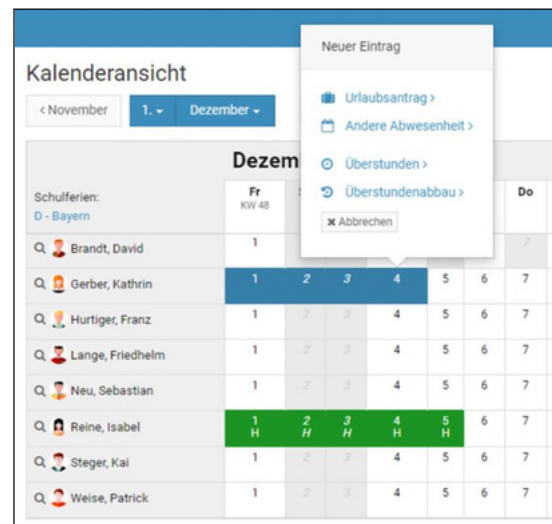 Neuer Eintrag
Kalenderansicht
< November 1. Dezember
Urlaubsantrag >
Andere Abwesenheit >
Überstunden >
Überstundenabbau >
Abbrechen
Dezem
Schulferien:
D - Bayern
Fr
KW 48
Do
Brandt, David 1 7
Gerber, Kathrin 1 2 3 4 5 6 7
Hurtiger, Franz 1 2 3 4 5 6 7
Lange, Friedhelm 1 2 3 4 5 6 7
Neu, Sebastian 1 2 3 4 5 6 7
Reine, Isabel 1 2 3 4 5 6 7
H H H H H
Steger, Kai 1 2 3 4 5 6 7
Weise, Patrick 1 2 3 4 5 6 7